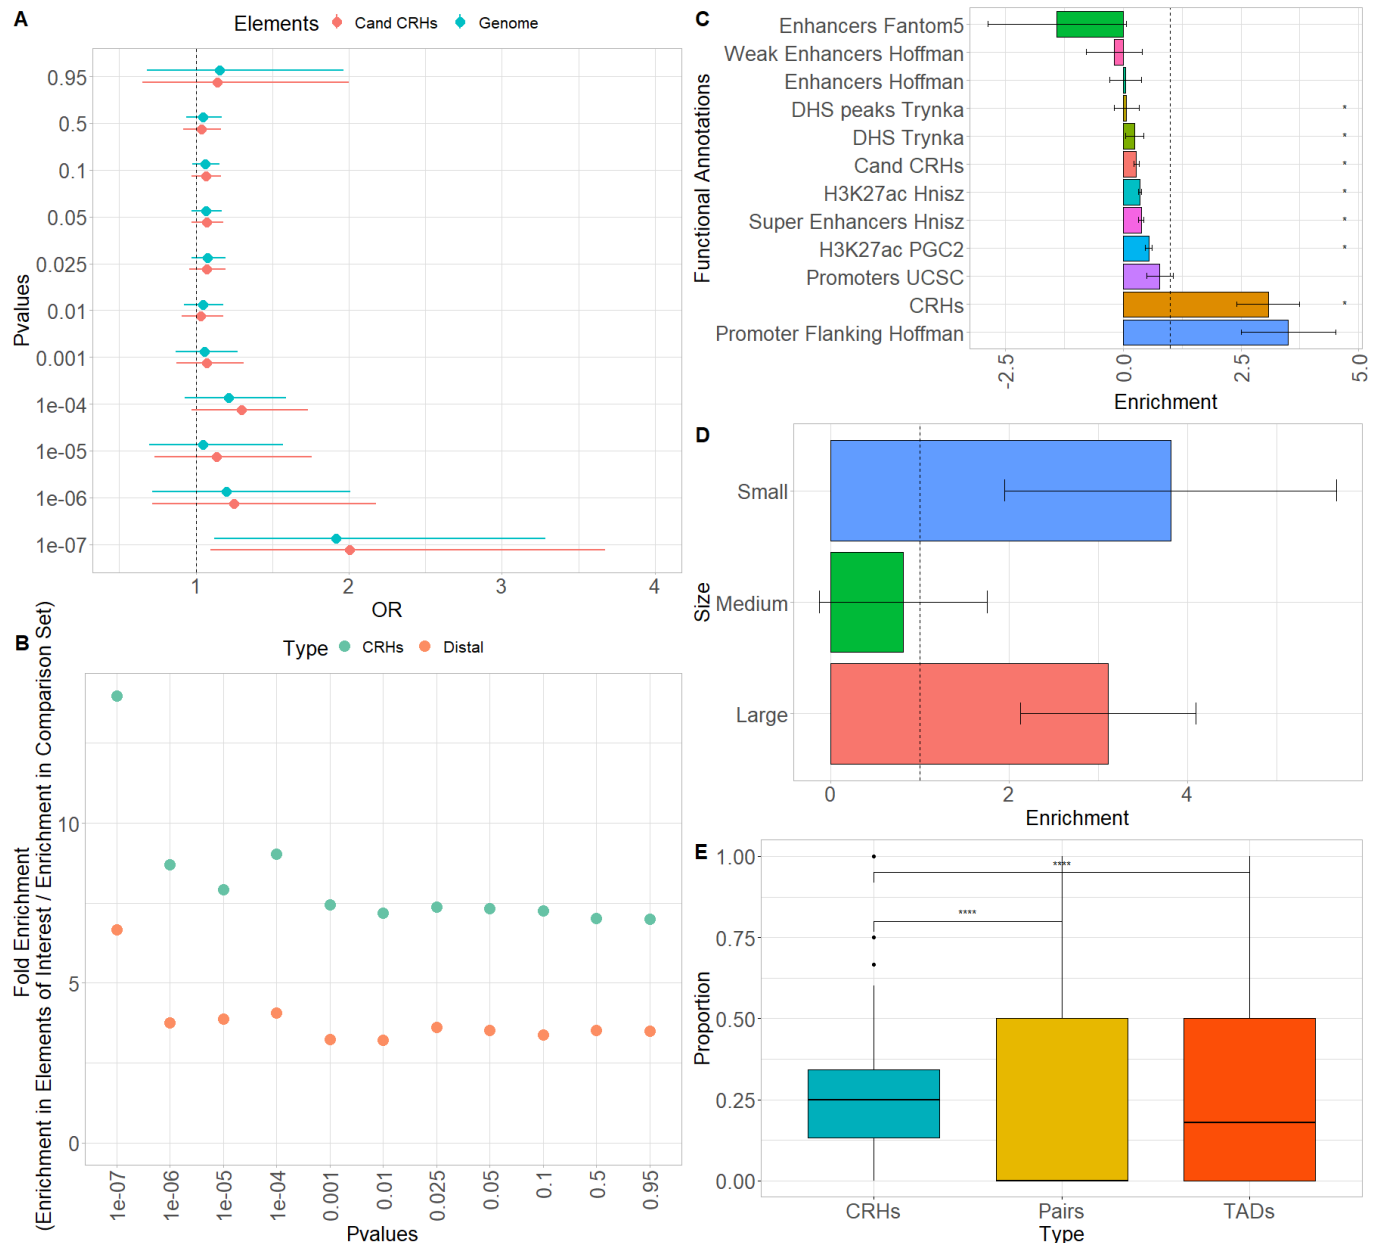 A
Elements Cand CRHs Genome
0.95
0.5
0.1
0.05
0.025
0.01
0.001
1e-04
1e-05
1e-06
1e-07
Pvalues
1 2 3 4
OR
B
Type CRHs Distal
Fold Enrichment
(Enrichment in Elements of Interest / Enrichment in Comparison Set)
10
5
0
1e-07 1e-06 1e-05 1e-04 0.001 0.01 0.025 0.05 0.1 0.5 0.95
Pvalues
C
Functional Annotations
Enhancers Fantom5
Weak Enhancers Hoffman
Enhancers Hoffman
DHS peaks Trynka *
DHS Trynka *
Cand CRHs *
H3K27ac Hnisz *
Super Enhancers Hnisz *
H3K27ac PGC2 *
Promoters UCSC
CRHs *
Promoter Flanking Hoffman
-2.5 0.0 2.5 5.0
Enrichment
D
Size
Small
Medium
Large
0 2 4
Enrichment
E
Proportion
1.00
0.75
0.50
0.25
0.00
****
****
CRHs Pairs TADs
Type